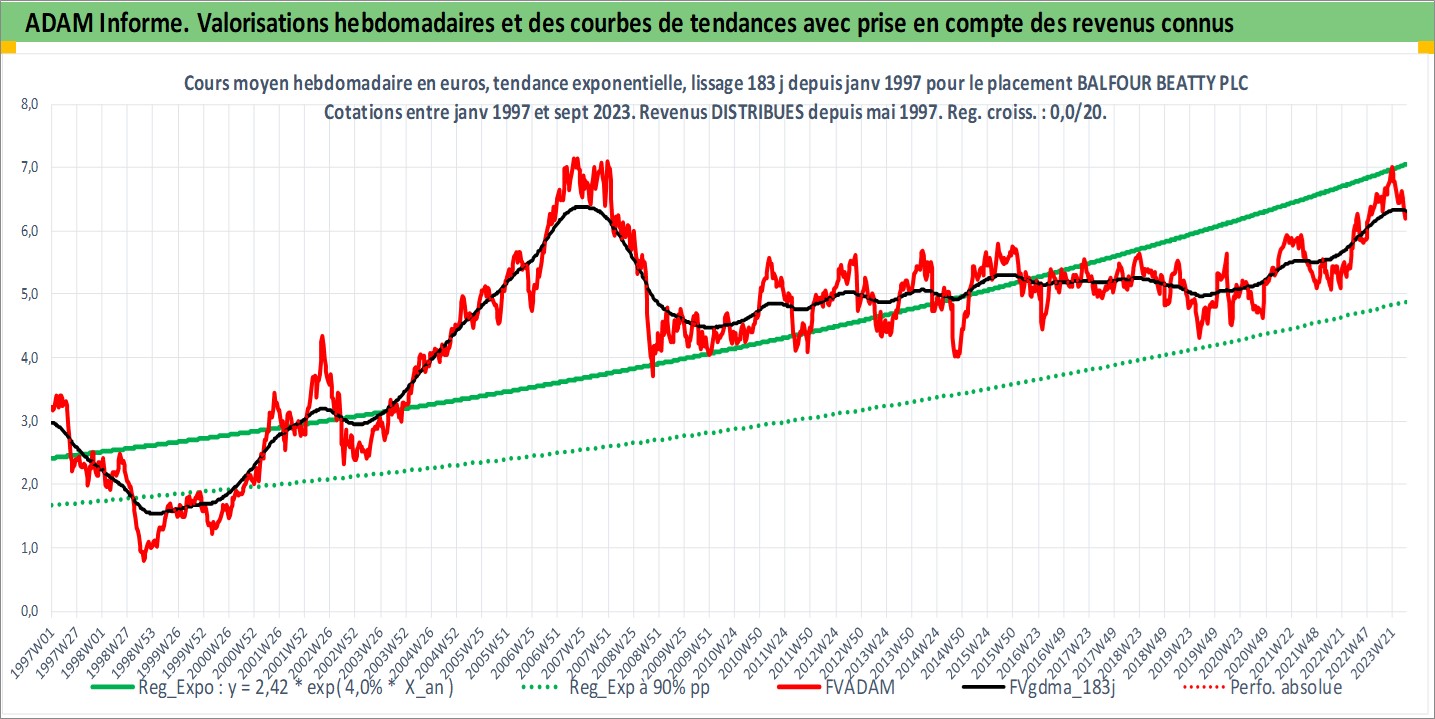 ADAM Informe. Valorisations hebdomadaires et des courbes de tendances avec prise en compte des revenus connus
Cours moyen hebdomadaire en euros, tendance exponentielle, lissage 183 j depuis janv 1997 pour le placement BALFOUR BEATTY PLC
Cotations entre janv 1997 et sept 2023. Revenus DISTRIBUES depuis mai 1997. Reg. croiss. : 0,0/20.
8,0
7,0
6,0
5,0
4,0
3,0
2,0
1,0
0,0
1997W01
1997W27
1998W01
1998W27
1998W53
1999W26
1999W52
2000W26
2000W52
2001W26
2001W52
2002W26
2002W52
2003W26
2003W52
2004W26
2004W52
2005W25
2005W51
2006W25
2006W51
2007W25
2007W51
2008W25
2008W51
2009W25
2009W51
2010W24
2010W50
2011W24
2011W50
2012W24
2012W50
2013W24
2013W50
2014W24
2014W50
2015W24
2015W50
2016W23
2016W49
2017W23
2017W49
2018W23
2018W49
2019W23
2019W49
2020W23
2020W49
2021W22
2021W48
2022W21
2022W47
2023W21
Reg_Expo : y = 2,42 * exp( 4,0% * X_an )
Reg_Exp à 90% pp
FVADAM
FVgdma_183j
Perfo. absolue